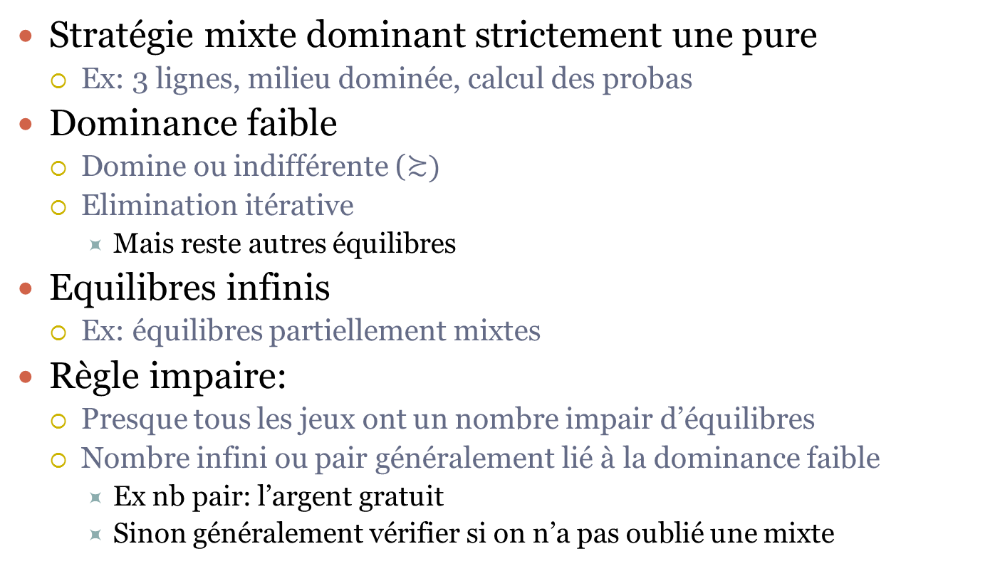 Stratégie mixte dominant strictement une pure
Ex: 3 lignes, milieu dominée, calcul des probas
Dominance faible
Domine ou indifférente (≿)
Elimination itérative
Mais reste autres équilibres
Equilibres infinis
Ex: équilibres partiellement mixtes
Règle impaire:
Presque tous les jeux ont un nombre impair d’équilibres
Nombre infini ou pair généralement lié à la dominance faible
Ex nb pair: l’argent gratuit
Sinon généralement vérifier si on n’a pas oublié une mixte